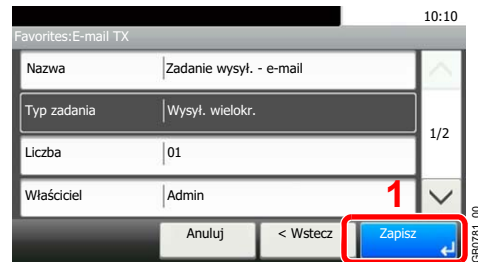 10:10
Favorites:E-mail TX
Nazwa Zadanie wysył. - e-mail
Typ zadania Wysył. wielokr.
1/2
Liczba 01
Właściciel Admin
1
Anuluj < Wstecz Zapisz
GB0781_00